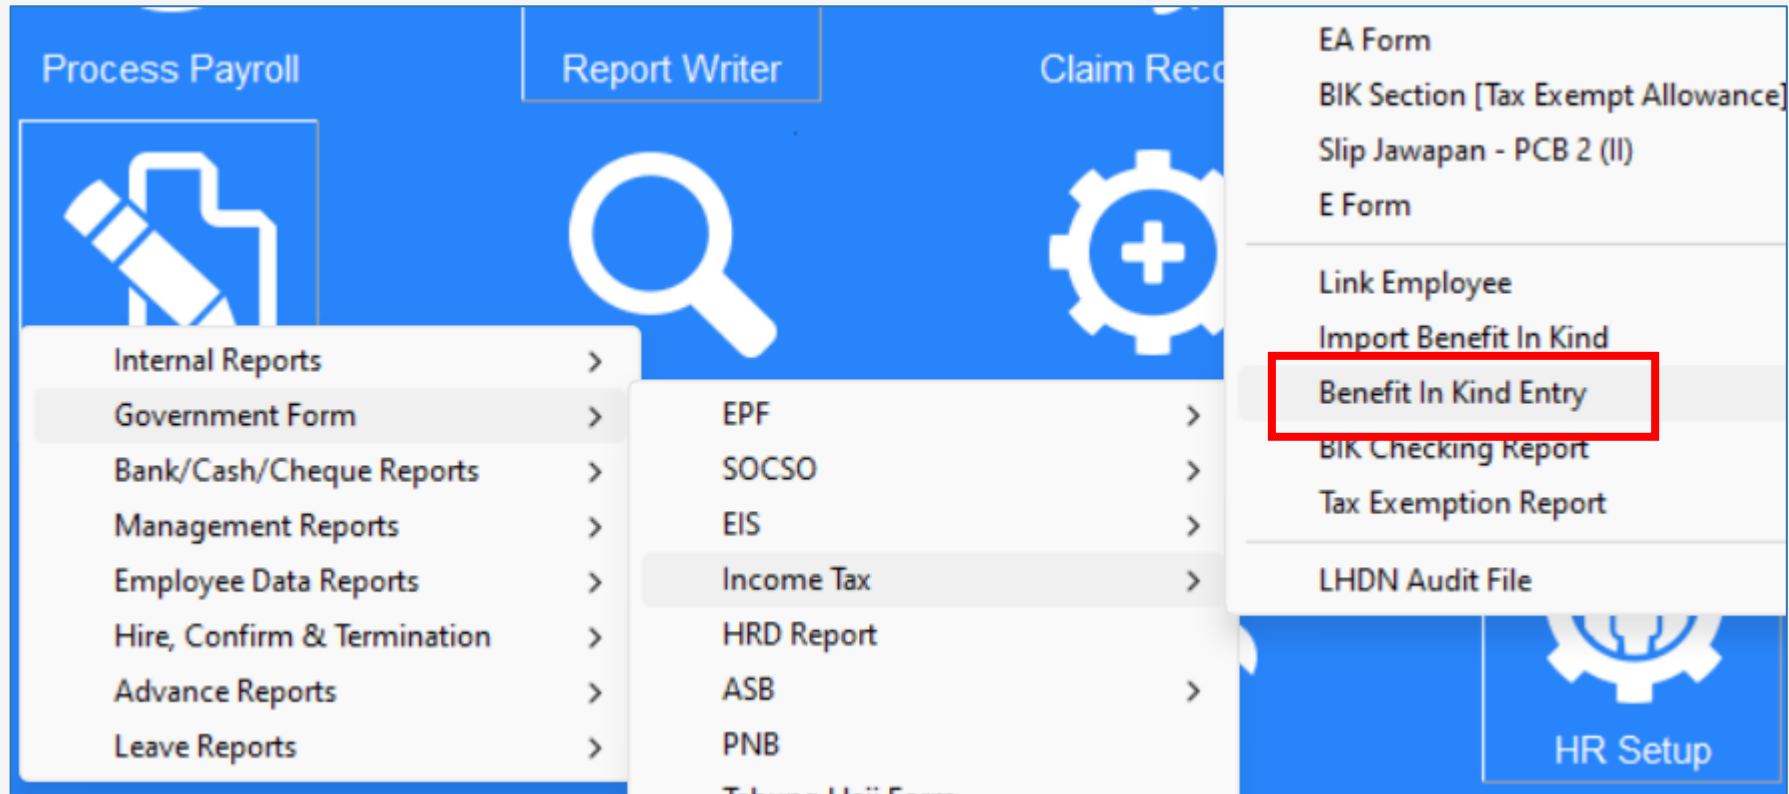 Process Payroll
Report Writer
Claim Reco
Internal Reports
Government Form
Bank/Cash/Cheque Reports
Management Reports
Employee Data Reports
Hire, Confirm & Termination
Advance Reports
Leave Reports
EPF
SOCSO
EIS
Income Tax
HRD Report
ASB
PNB
EA Form
BIK Section [Tax Exempt Allowance]
Slip Jawapan - PCB 2 (II)
E Form
Link Employee
Import Benefit In Kind
Benefit In Kind Entry
BIK Checking Report
Tax Exemption Report
LHDN Audit File
HR Setup